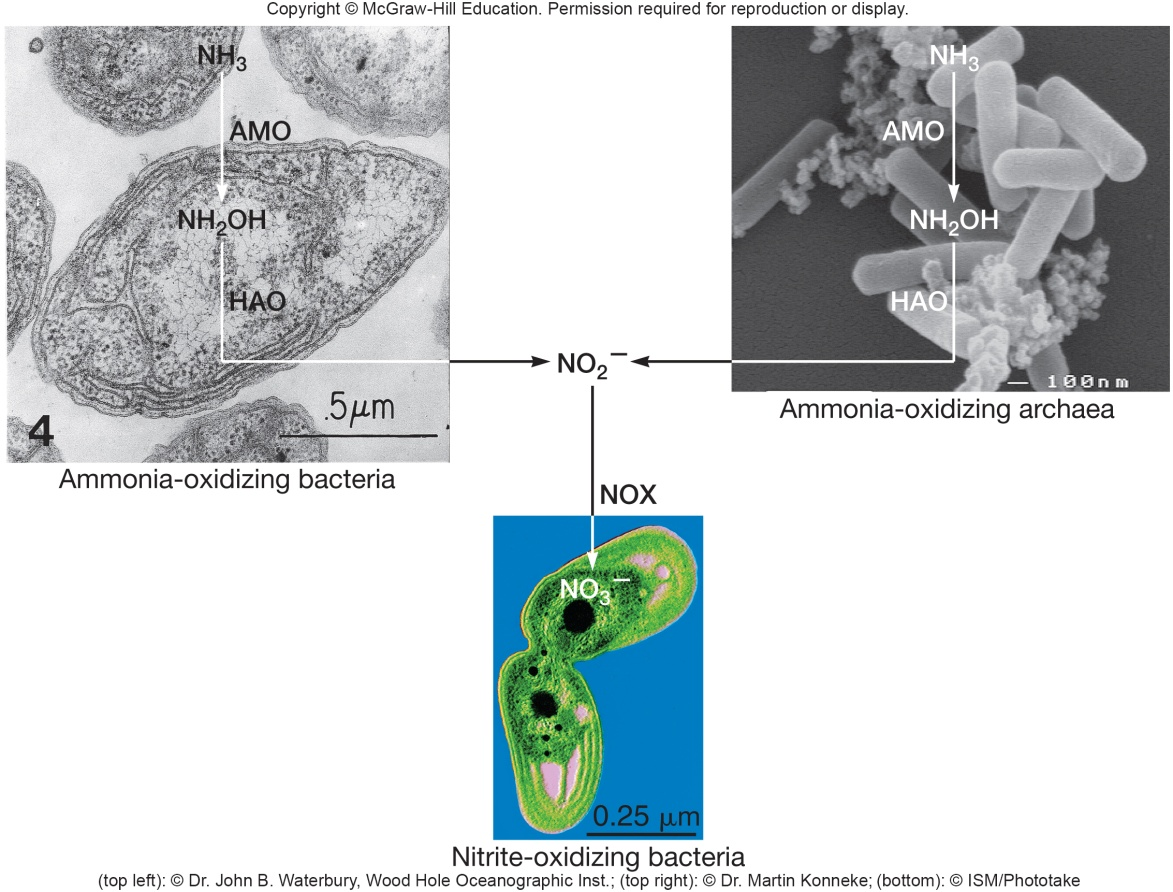 Copyright © McGraw-Hill Education. Permission required for reproduction or display.
NH₃
AMO
NH₂OH
HAO
4
.5μm
Ammonia-oxidizing bacteria
NH₃
AMO
NH₂OH
HAO
100nm
Ammonia-oxidizing archaea
NO₂⁻
NOX
NO₃⁻
0.25 μm
Nitrite-oxidizing bacteria
(top left): © Dr. John B. Waterbury, Wood Hole Oceanographic Inst.; (top right): © Dr. Martin Konneke; (bottom): © ISM/Phototake